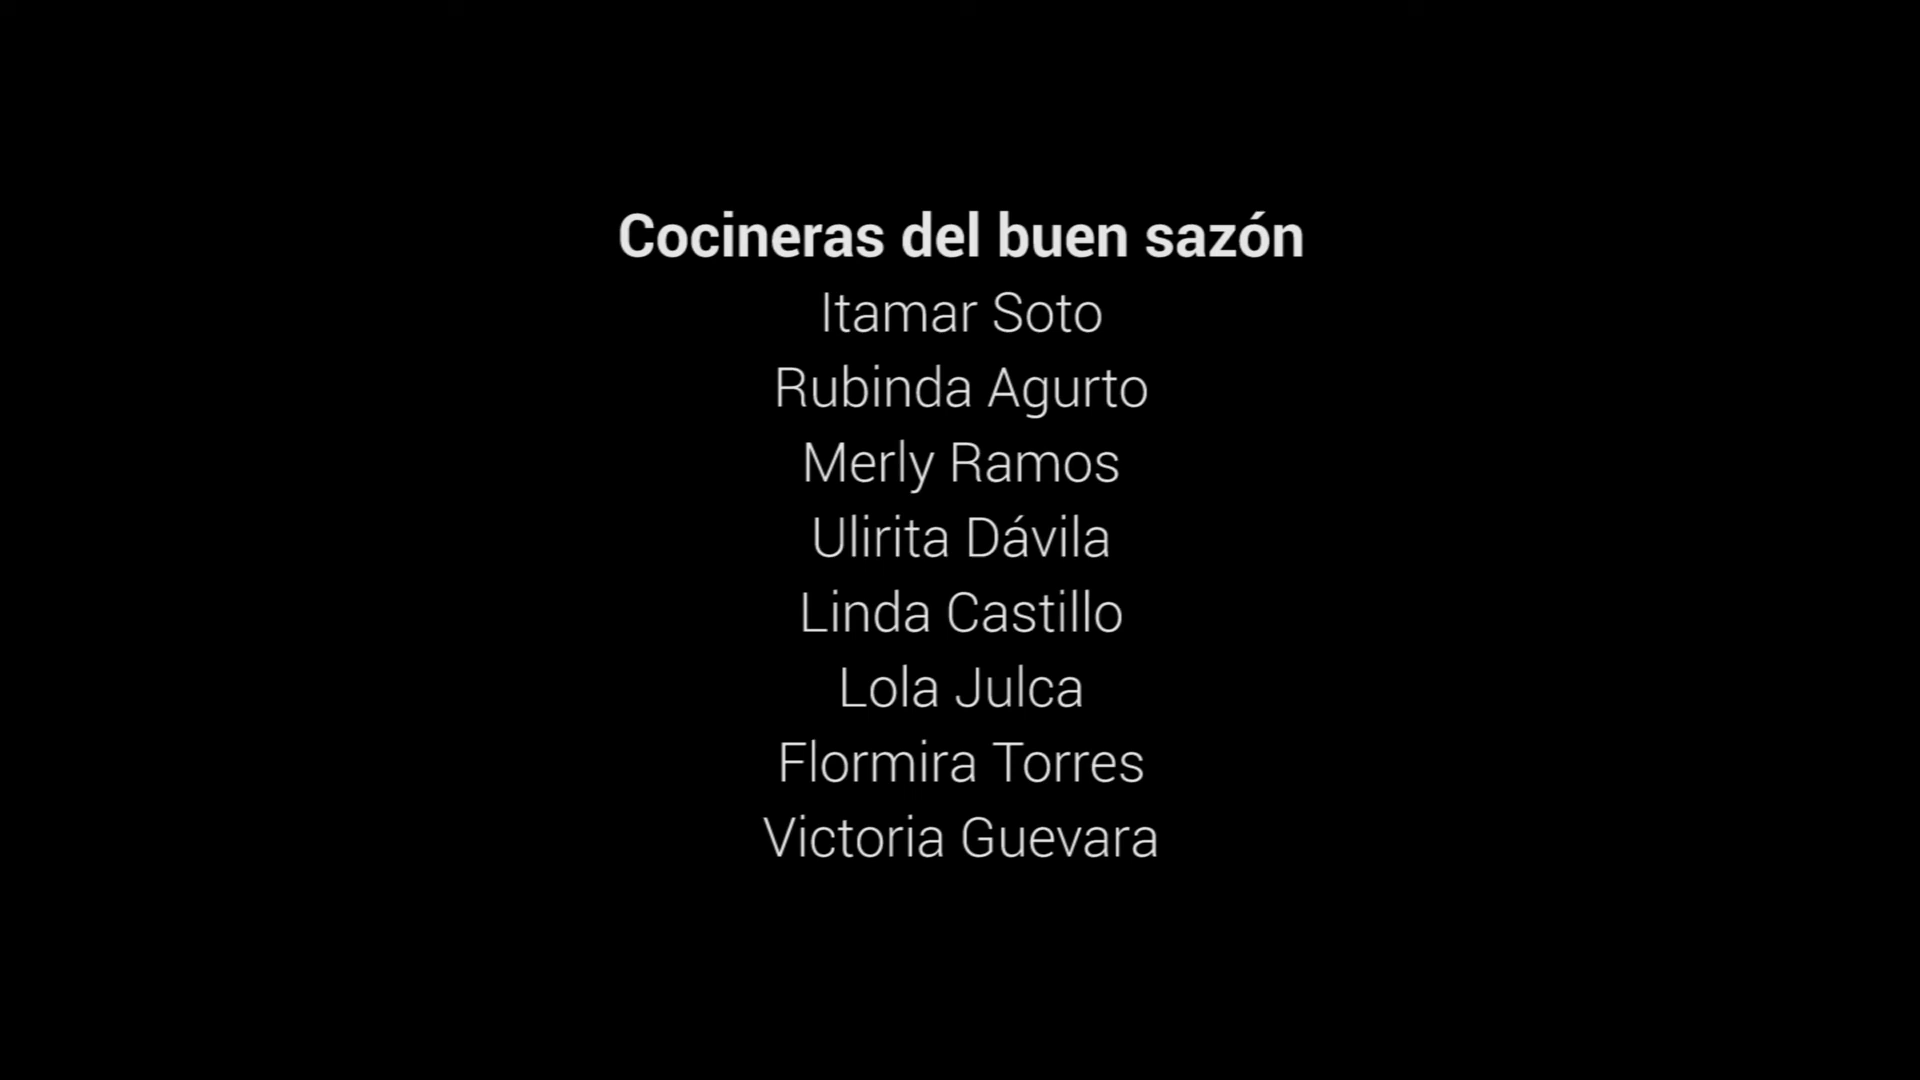 Cocineras del buen sazón
Itamar Soto
Rubinda Agurto
Merly Ramos
Ulirita Dávila
Linda Castillo
Lola Julca
Flormira Torres
Victoria Guevara